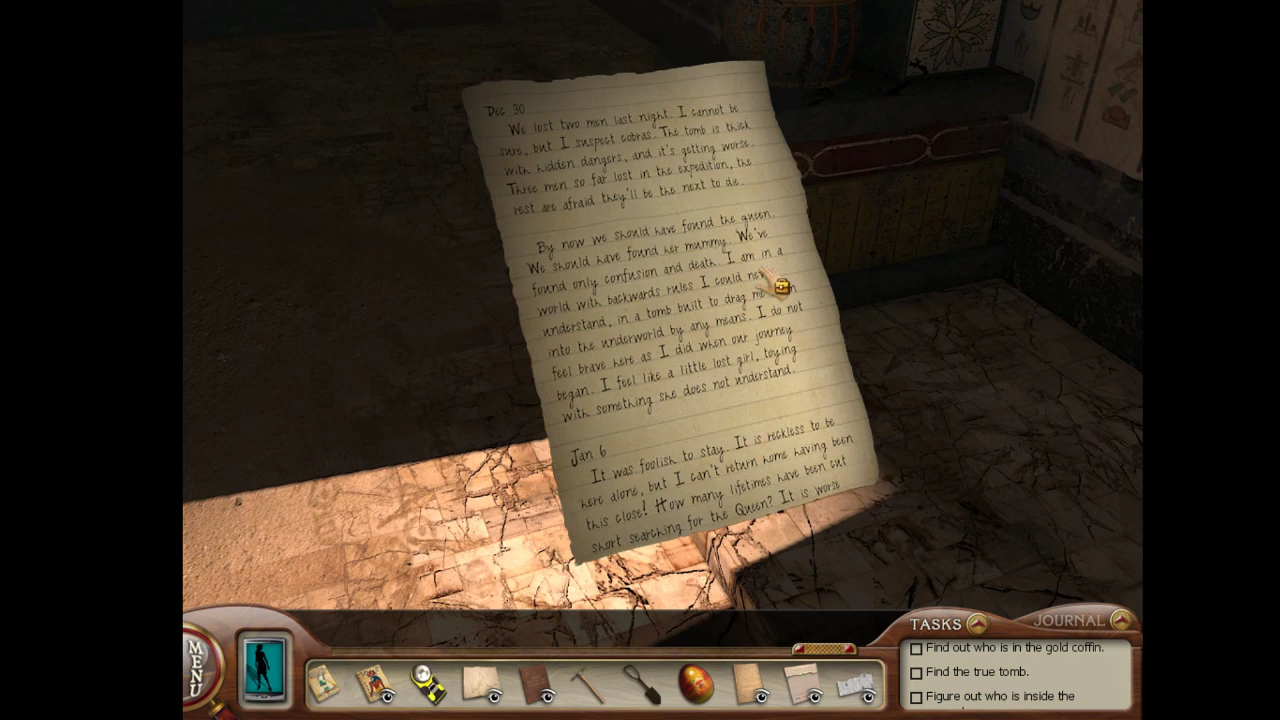 Dec 30
We lost two men last night. I cannot be
sure, but I suspect cobras. The tomb is thick
with hidden dangers, and it's getting worse.
Three men so far lost in the expedition, the
rest are afraid they'll be the next to die.
By now we should have found the queen.
We should have found her mummy. We've
found only confusion and death. I am in a
world with backwards rules I could
understand, in a tomb built to drag
into the underworld by any means. I do not
feel brave here as I did when our journey
began. I feel like a little lost girl, toying
with something she does not understand.
Jan 6
It was foolish to stay. It is reckless to be
here alone, but I can't return home having been
this close! How many lifetimes have been cut
short searching for the Queen? It is worse
MENU
TASKS
JOURNAL
Find out who is in the gold coffin.
Find the true tomb.
Figure out who is inside the